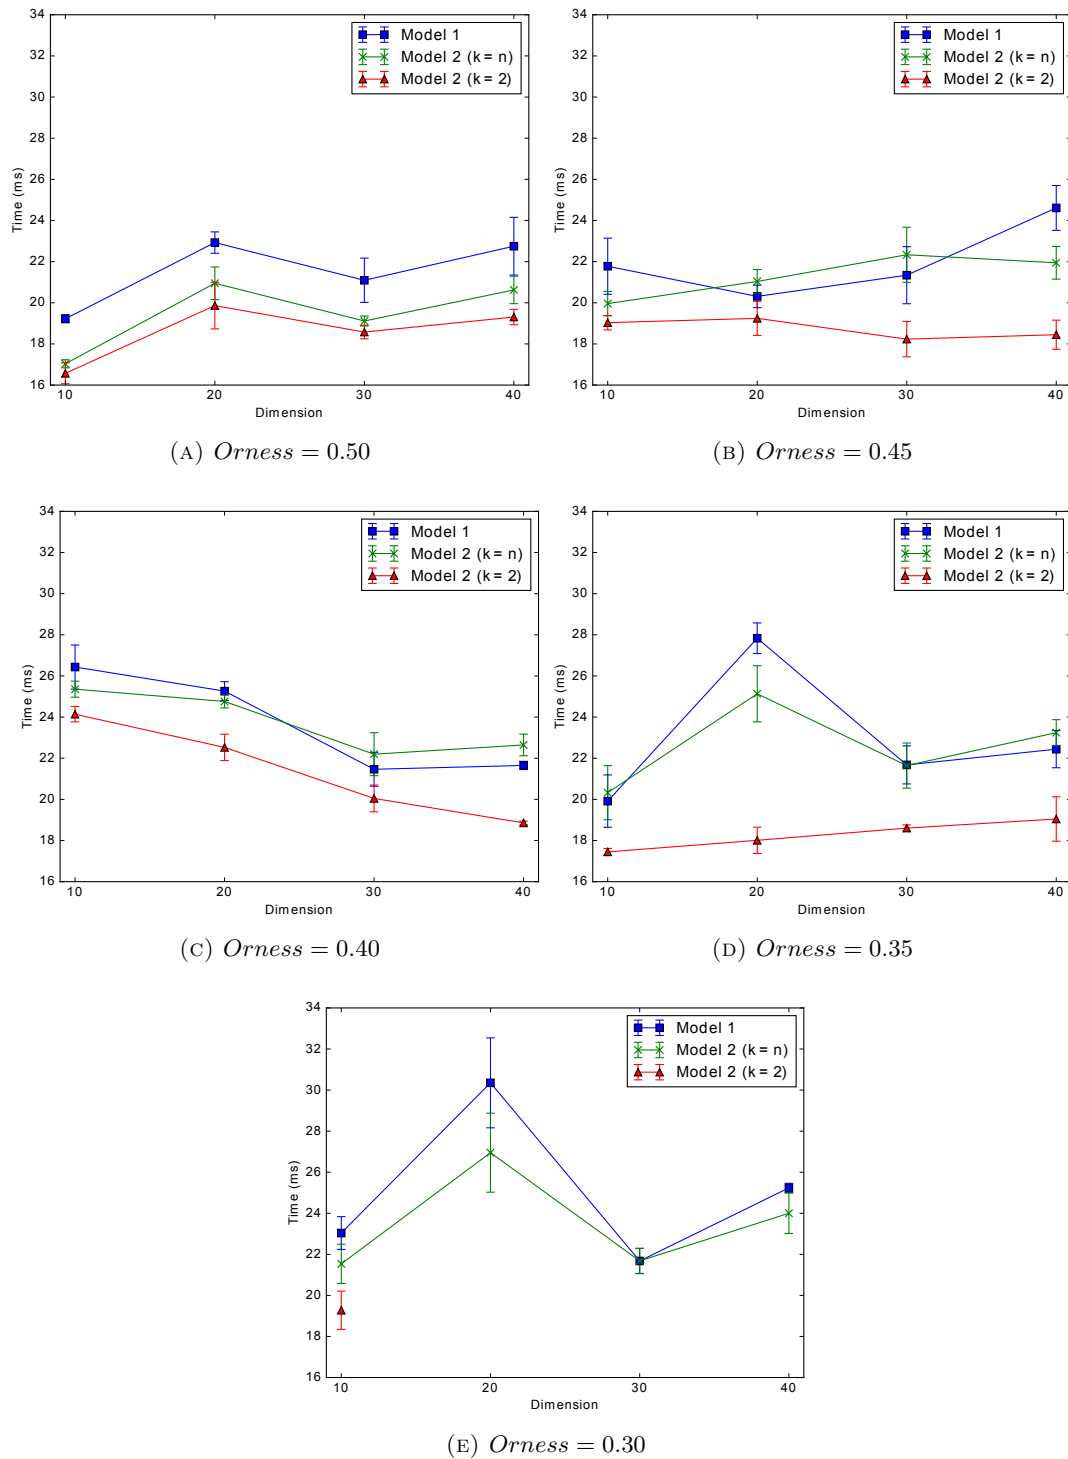 34
32
30
28
26
24
22
20
18
16
Time (ms)
10 20 30 40
Dimension
Model 1
Model 2 (k=n)
Model 2 (k=2)
(A) Orness = 0.50
34
32
30
28
26
24
22
20
18
16
Time (ms)
10 20 30 40
Dimension
Model 1
Model 2 (k=n)
Model 2 (k=2)
(B) Orness = 0.45
34
32
30
28
26
24
22
20
18
16
Time (ms)
10 20 30 40
Dimension
Model 1
Model 2 (k=n)
Model 2 (k=2)
(C) Orness = 0.40
34
32
30
28
26
24
22
20
18
16
Time (ms)
10 20 30 40
Dimension
Model 1
Model 2 (k=n)
Model 2 (k=2)
(D) Orness = 0.35
34
32
30
28
26
24
22
20
18
16
Time (ms)
10 20 30 40
Dimension
Model 1
Model 2 (k=n)
Model 2 (k=2)
(E) Orness = 0.30